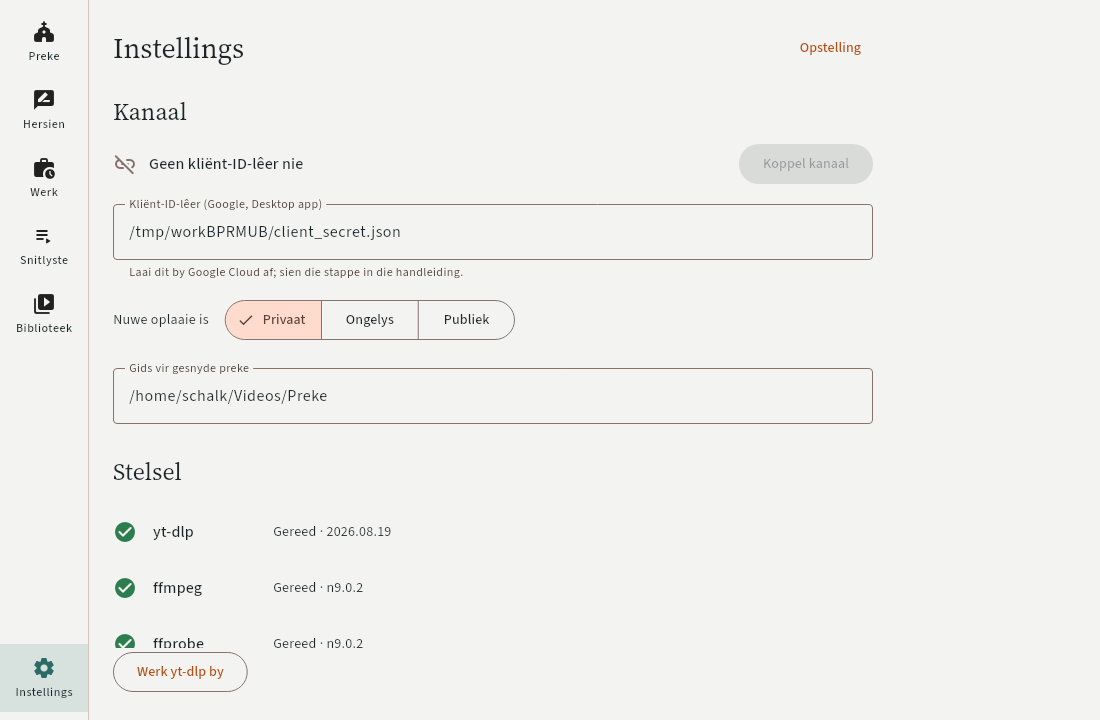 Preke
Hersien
Werk
Snitlyste
Biblioteek
Instellings
Instellings
Opstelling
Kanaal
Geen kliënt-ID-lêer nie
Koppel kanaal
Kliënt-ID-lêer (Google, Desktop app)
/tmp/workBPRMUB/client_secret.json
Laai dit by Google Cloud af; sien die stappe in die handleiding.
Nuwe oplaaie is
Privaat
Ongelys
Publiek
Gids vir gesnyde preke
/home/schalk/Videos/Preke
Stelsel
yt-dlp
Gereed · 2026.08.19
ffmpeg
Gereed · n9.0.2
ffprobe
Gereed · n9.0.2
Werk yt-dlp by